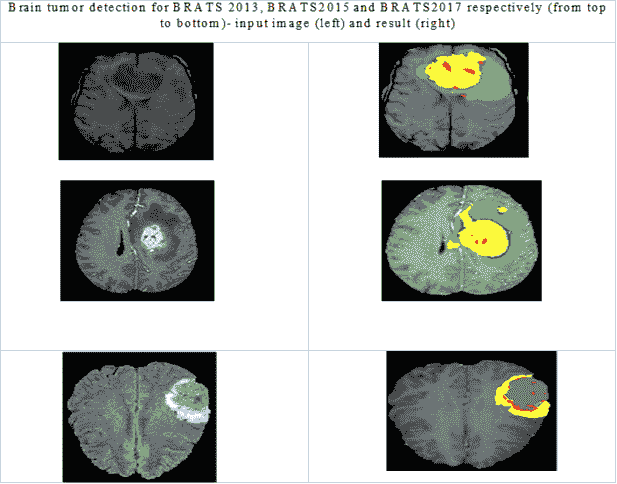 Brain tumor detection for BRATS 2013, BRATS2015 and BRATS2017 respectively (from top
to bottom)- input image (left) and result (right)